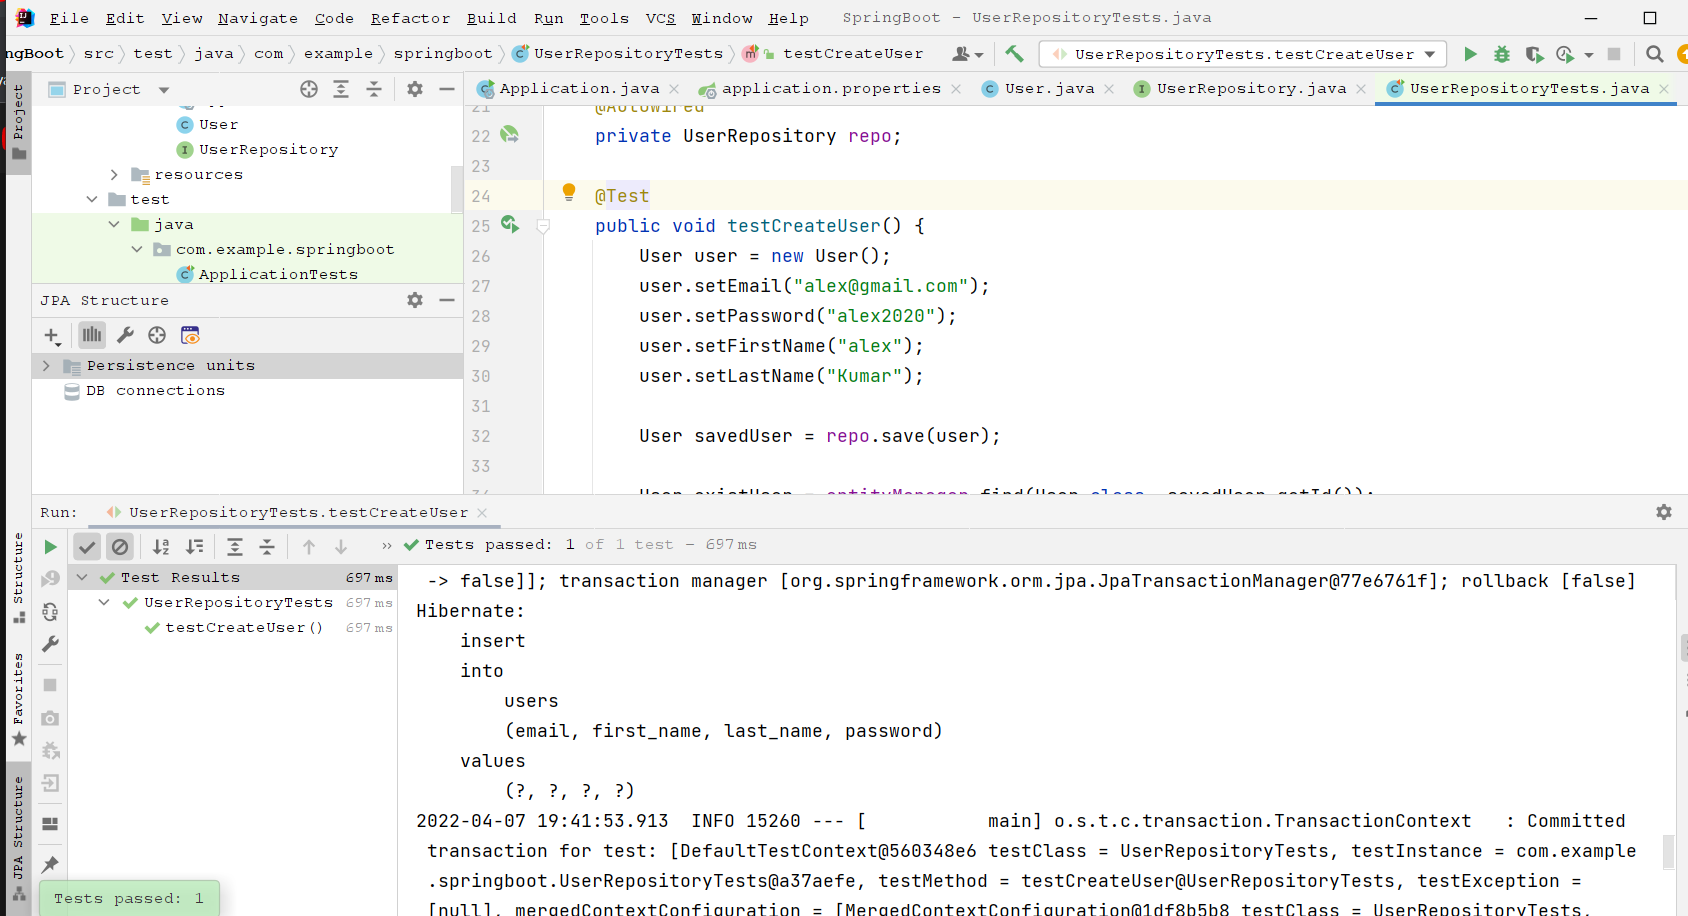 File Edit View Navigate Code Refactor Build Run Tools VCS Window Help SpringBoot - UserRepositoryTests.java
ngBoot src test java com example springboot UserRepositoryTests testCreateUser UserRepositoryTests.testCreateUser
Project
Project
User
UserRepository
resources
test
java
com.example.springboot
ApplicationTests
JPA Structure
Persistence units
DB connections
Application.java application.properties User.java UserRepository.java UserRepositoryTests.java
21 @Autowired
22 private UserRepository repo;
23
24 @Test
25 public void testCreateUser() {
26 User user = new User();
27 user.setEmail("alex@gmail.com");
28 user.setPassword("alex2020");
29 user.setFirstName("alex");
30 user.setLastName("Kumar");
31
32 User savedUser = repo.save(user);
33
34 User existUser = entityManager.find(User.class, savedUser.getId());
Run: UserRepositoryTests.testCreateUser
Structure
Favorites
JPA Structure
» Tests passed: 1 of 1 test – 697 ms
Test Results 697 ms
UserRepositoryTests 697 ms
testCreateUser() 697 ms
-> false]]; transaction manager [org.springframework.orm.jpa.JpaTransactionManager@77e6761f]; rollback [false]
Hibernate:
insert
into
users
(email, first_name, last_name, password)
values
(?, ?, ?, ?)
2022-04-07 19:41:53.913 INFO 15260 --- [ main] o.s.t.c.transaction.TransactionContext : Committed
transaction for test: [DefaultTestContext@560348e6 testClass = UserRepositoryTests, testInstance = com.example
.springboot.UserRepositoryTests@a37aefe, testMethod = testCreateUser@UserRepositoryTests, testException =
[null], mergedContextConfiguration = [MergedContextConfiguration@1df8b5b8 testClass = UserRepositoryTests,
Tests passed: 1